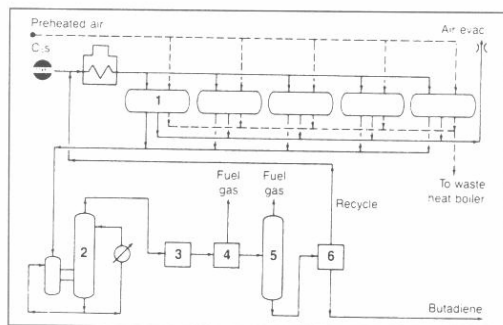 Preheated air
Air evac
C₄s
1
To waste
heat boiler
Fuel
gas
Fuel
gas
Recycle
2
3
4
5
6
Butadiene